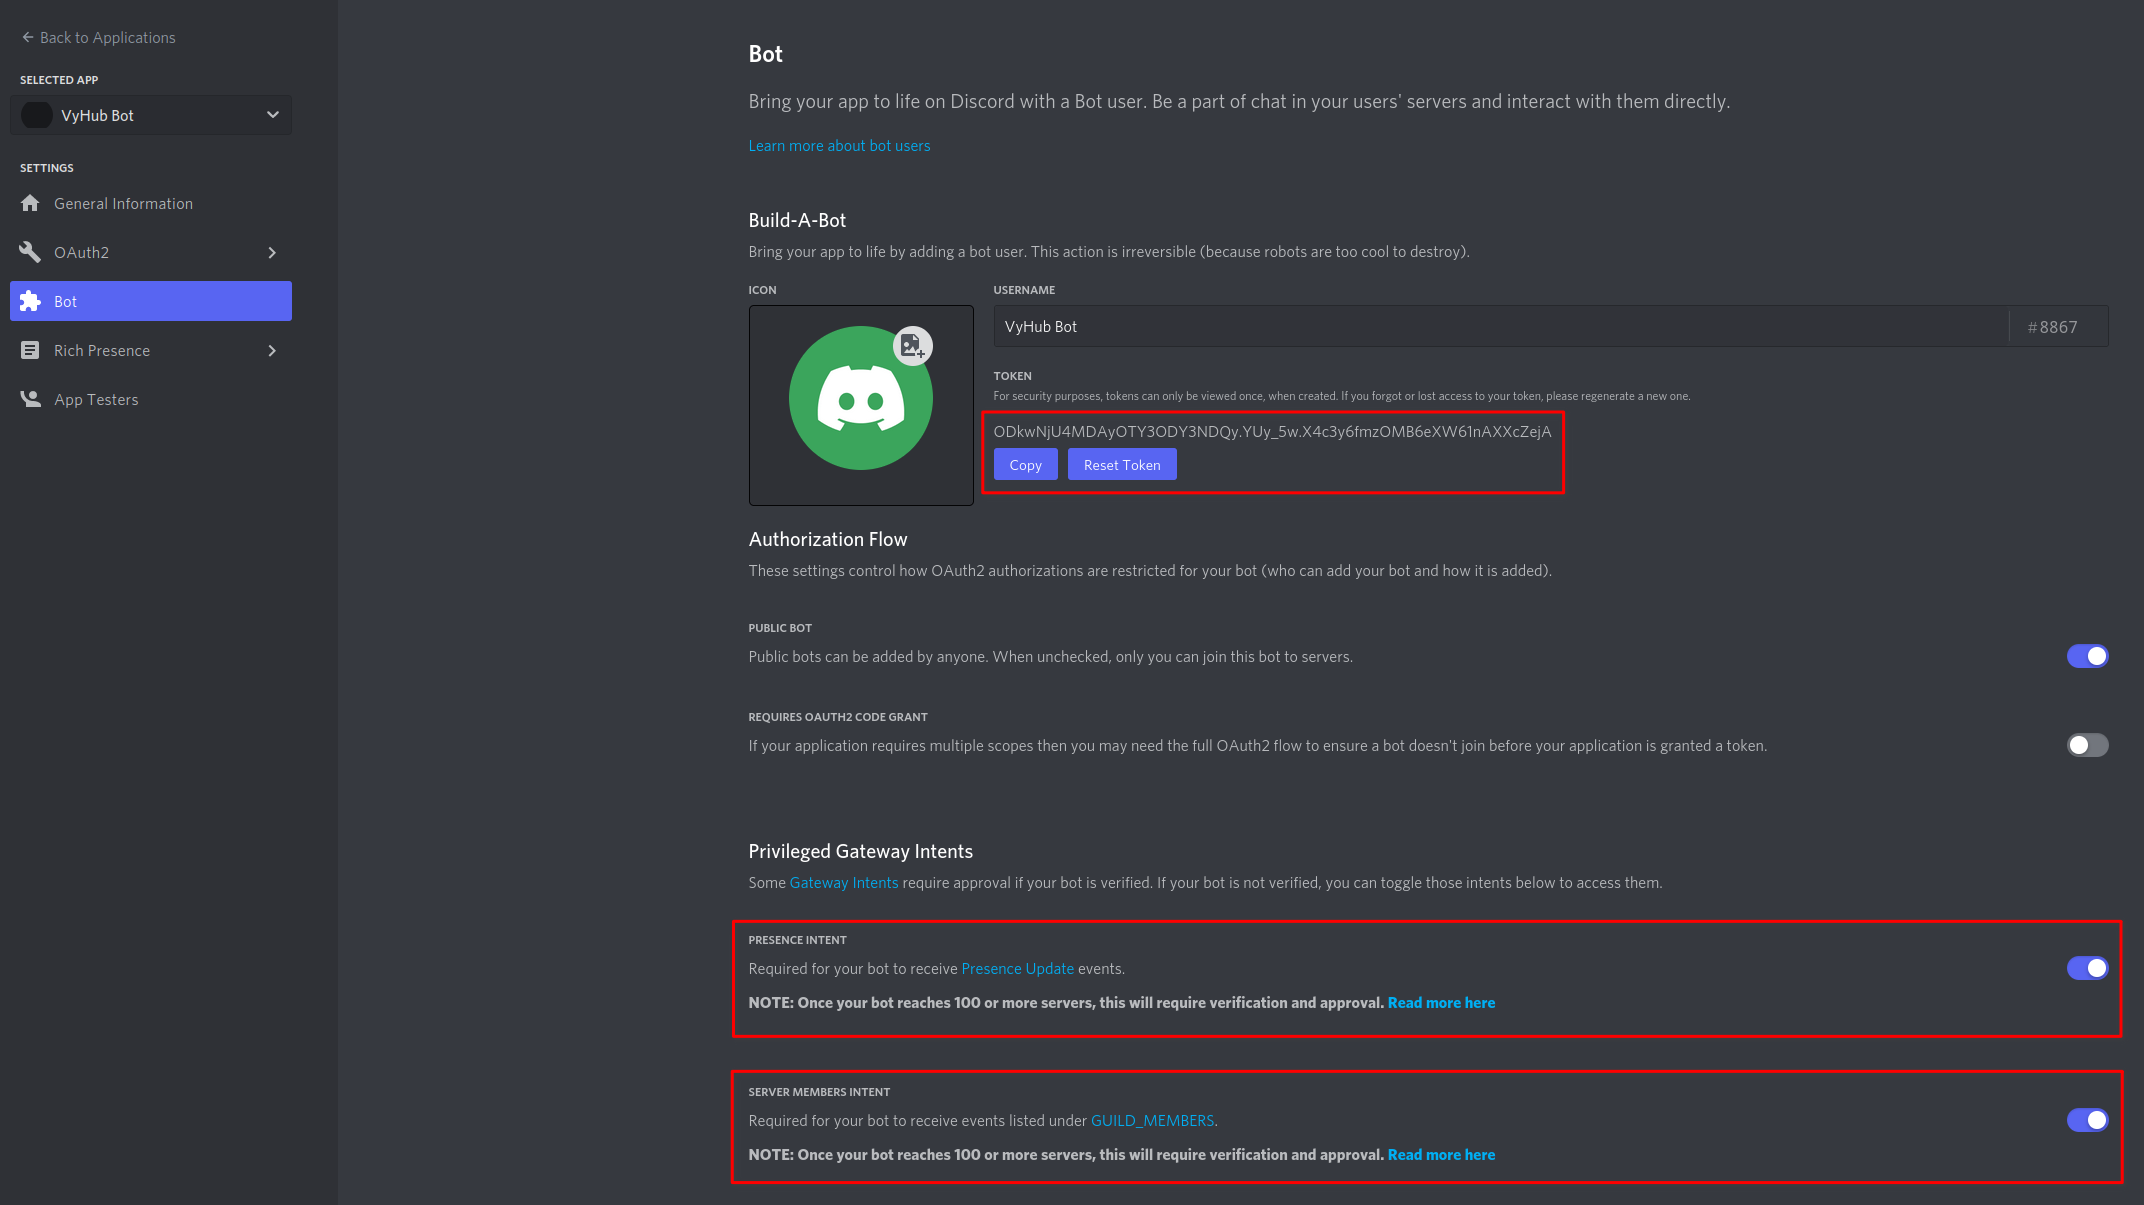 Back to Applications
SELECTED APP
VyHub Bot
SETTINGS
General Information
OAuth2
Bot
Rich Presence
App Testers
Bot
Bring your app to life on Discord with a Bot user. Be a part of chat in your users' servers and interact with them directly.
Learn more about bot users
Build-A-Bot
Bring your app to life by adding a bot user. This action is irreversible (because robots are too cool to destroy).
ICON
USERNAME
VyHub Bot
#8867
TOKEN
For security purposes, tokens can only be viewed once, when created. If you forgot or lost access to your token, please regenerate a new one.
ODkwNjU4MDAyOTY3ODY3NDQy.YUy_5w.X4c3y6fmzOMB6eXW61nAXXcZejA
Copy
Reset Token
Authorization Flow
These settings control how OAuth2 authorizations are restricted for your bot (who can add your bot and how it is added).
PUBLIC BOT
Public bots can be added by anyone. When unchecked, only you can join this bot to servers.
REQUIRES OAUTH2 CODE GRANT
If your application requires multiple scopes then you may need the full OAuth2 flow to ensure a bot doesn't join before your application is granted a token.
Privileged Gateway Intents
Some Gateway Intents require approval if your bot is verified. If your bot is not verified, you can toggle those intents below to access them.
PRESENCE INTENT
Required for your bot to receive Presence Update events.
NOTE: Once your bot reaches 100 or more servers, this will require verification and approval. Read more here
SERVER MEMBERS INTENT
Required for your bot to receive events listed under GUILD_MEMBERS.
NOTE: Once your bot reaches 100 or more servers, this will require verification and approval. Read more here